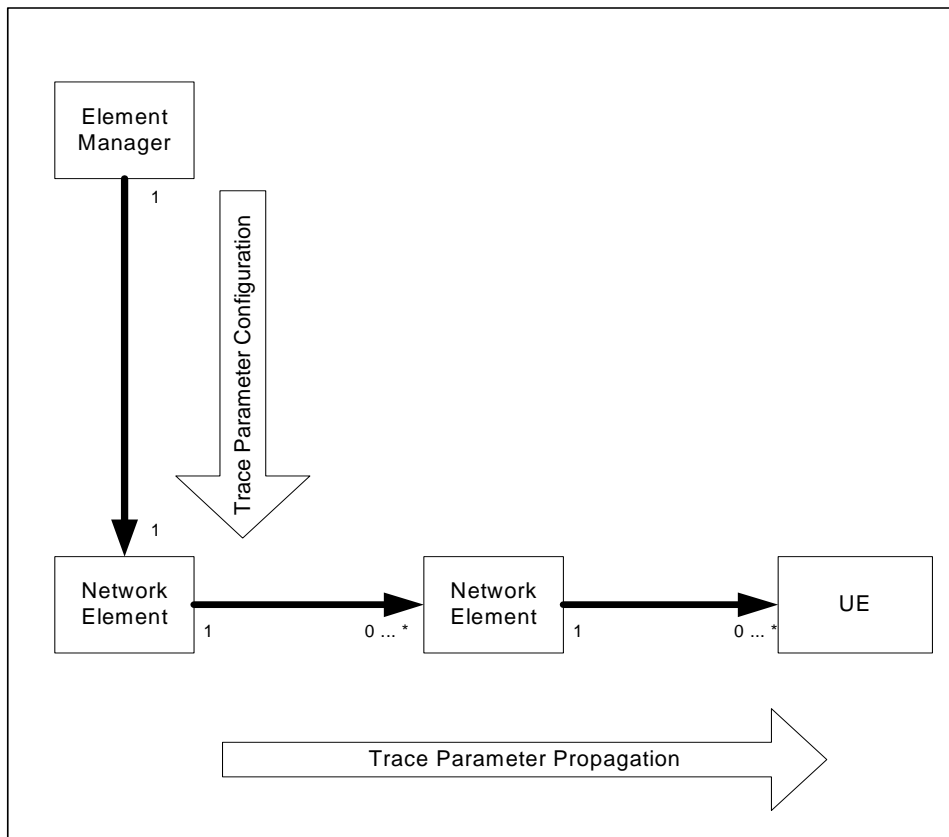 Element
Manager
1
Trace Parameter Configuration
1
Network
Element
1
0 ... *
Network
Element
1
0 ... *
UE
Trace Parameter Propagation